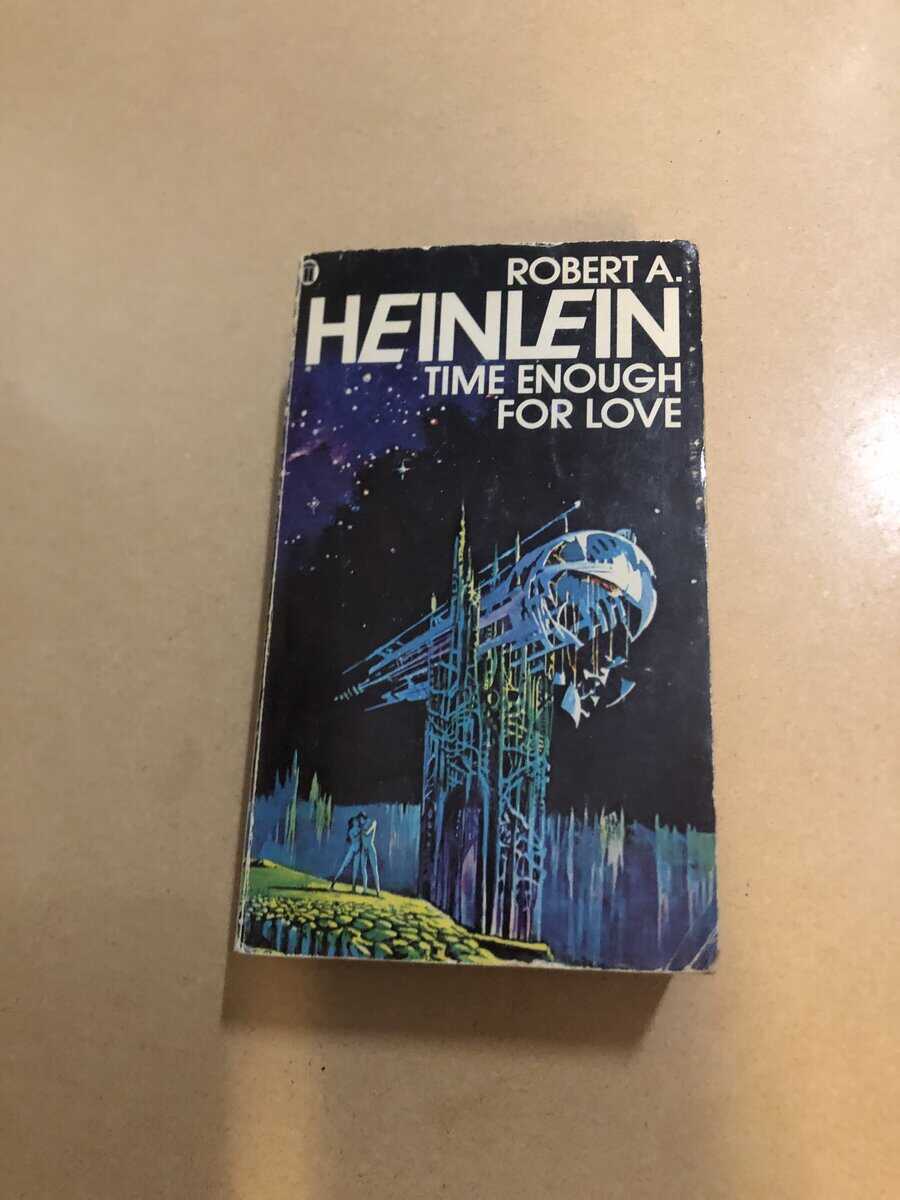 ROBERT A.
HEINLEIN
TIME ENOUGH
FOR LOVE